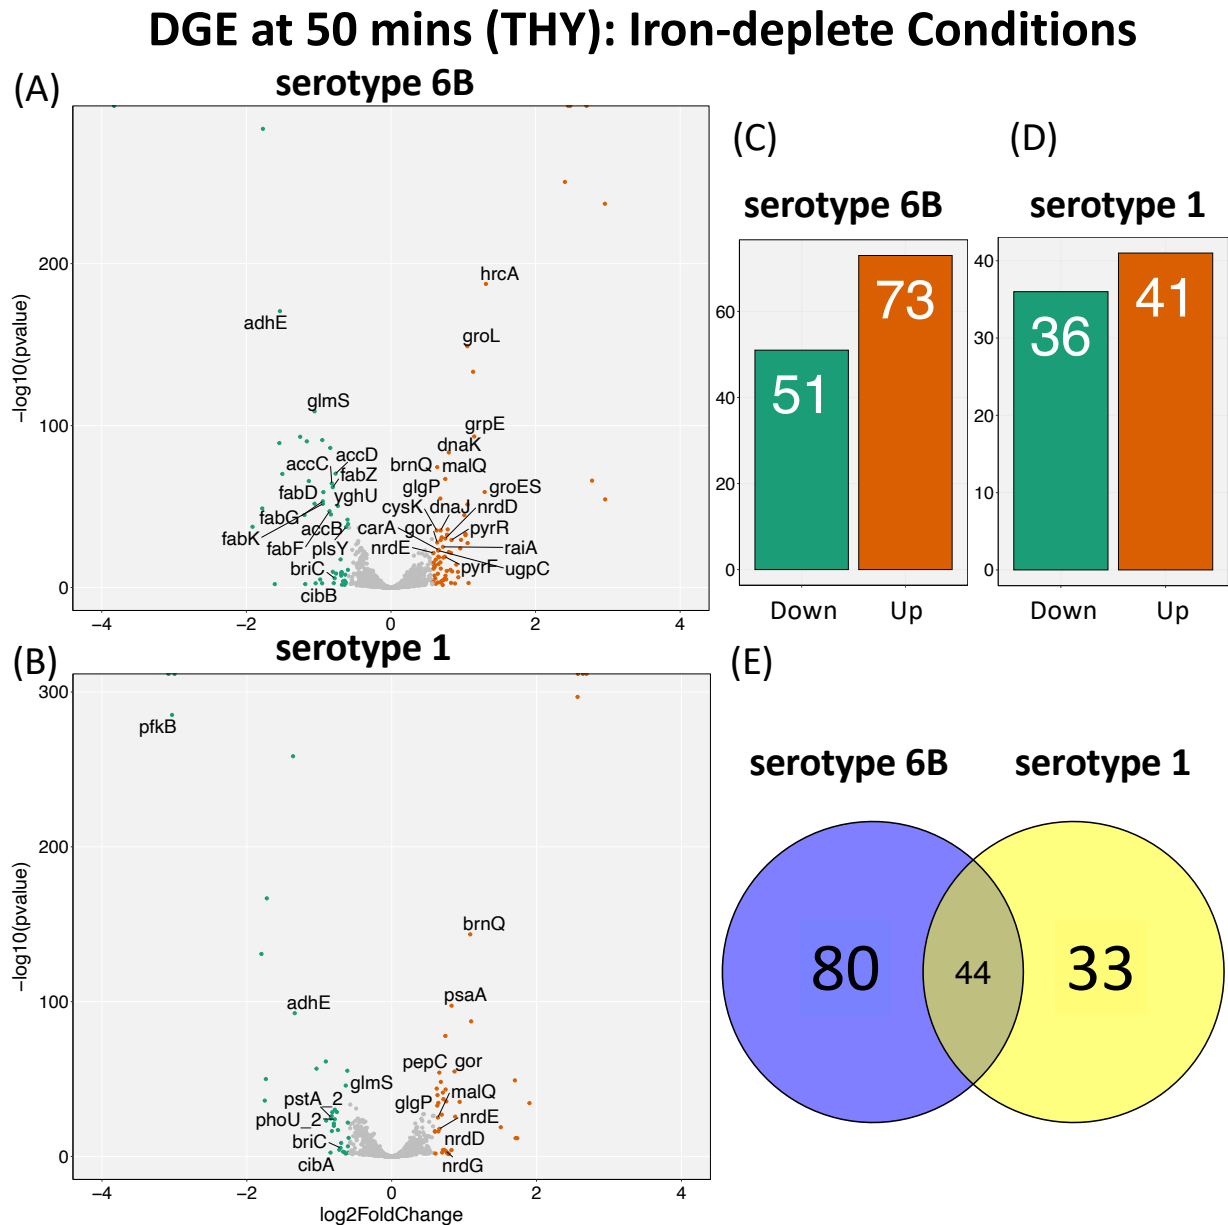 DGE at 50 mins (THY): Iron-deplete Conditions
(A)
serotype 6B
−log10(pvalue)
200
100
0
−4
−2
0
2
4
hrcA
adhE
groL
glmS
grpE
dnaK
accD
accC
brnQ
malQ
fabZ
fabD
yghU
glgP
groES
cysK
dnaJ
nrdD
fabG
accB
carA
gor
pyrR
fabK
fabF
plsY
nrdE
raiA
briC
pyrF
ugpC
cibB
(B)
serotype 1
−log10(pvalue)
300
200
100
0
−4
−2
0
2
4
log2FoldChange
pfkB
brnQ
adhE
psaA
pepC
gor
glmS
malQ
pstA_2
glgP
phoU_2
nrdE
briC
nrdD
cibA
nrdG
(C)
serotype 6B
60
40
20
0
51
73
Down
Up
(D)
serotype 1
40
30
20
10
0
36
41
Down
Up
(E)
serotype 6B
serotype 1
80
44
33